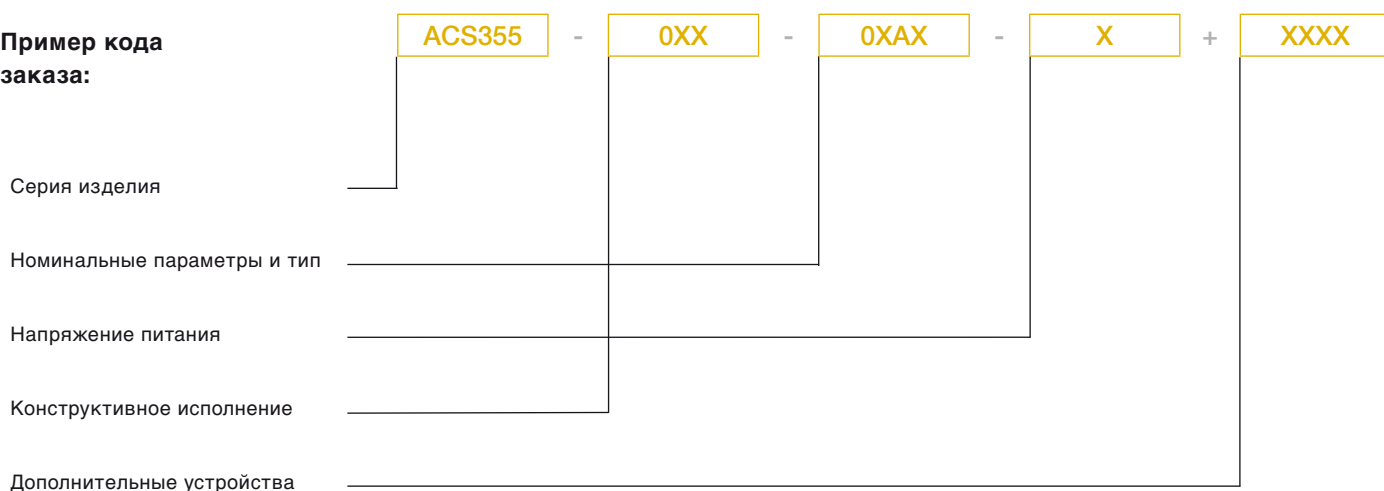 Пример кода
заказа:
ACS355 - 0XX - 0XAX - X + XXXX
Серия изделия
Номинальные параметры и тип
Напряжение питания
Конструктивное исполнение
Дополнительные устройства